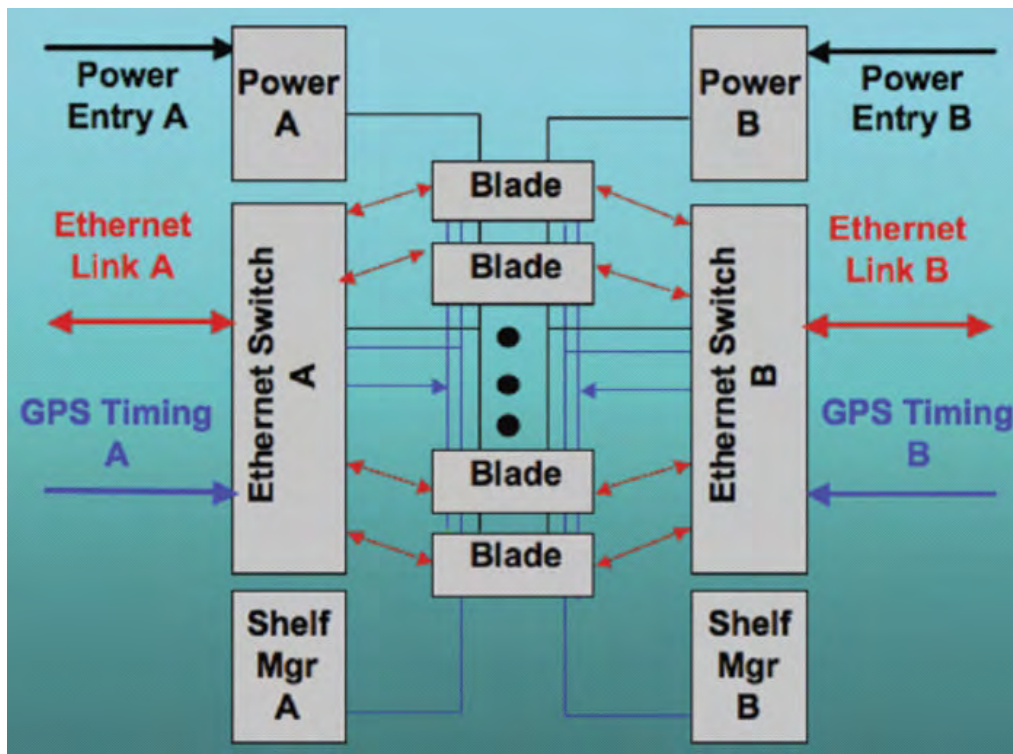 Power
Entry A
Power
A
Power
B
Power
Entry B
Blade
Ethernet
Link A
Ethernet Switch
A
Blade
Ethernet Switch
B
Ethernet
Link B
GPS Timing
A
GPS Timing
B
Blade
Blade
Shelf
Mgr
A
Shelf
Mgr
B